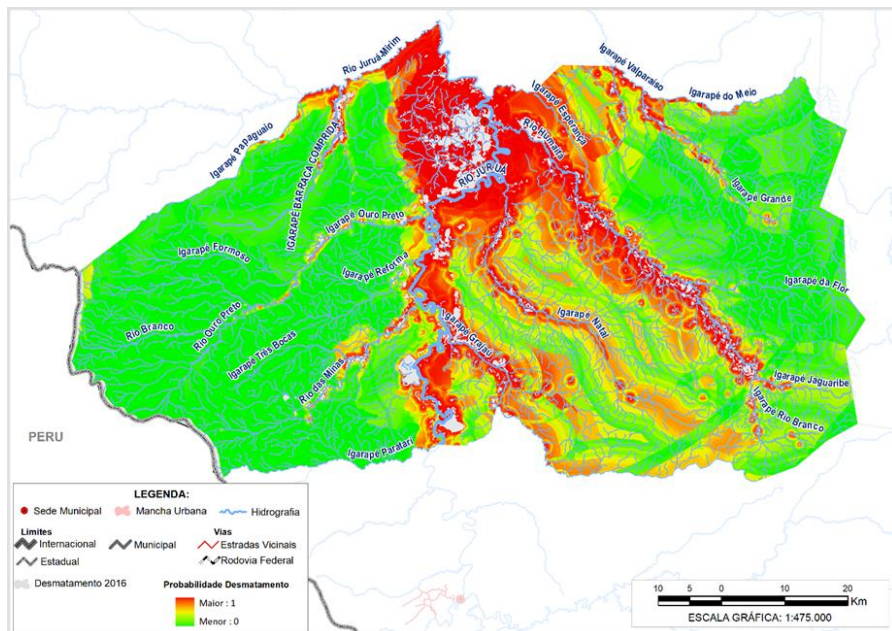 Rio Juruá-Mirim
Igarapé Valparaíso
Igarapé do Meio
Igarapé Papaguaio
IGARAPÉ BARRACA COMPRIDA
Igarapé Esperança
Rio Humaitá
RIO JURUÁ
Igarapé Grande
Igarapé Ouro Preto
Igarapé Formoso
Igarapé Reforma
Igarapé da Flor
Rio Branco
Rio Ouro Preto
Igarapé Natal
Igarapé Três Bocas
Igarapé Grajaú
Rio das Minas
Igarapé Jaguaribe
Igarapé Rio Branco
PERU
Igarapé Paratari
LEGENDA:
Sede Municipal
Mancha Urbana
Hidrografia
Limites
Vias
Internacional
Municipal
Estradas Vicinais
Estadual
Rodovia Federal
Desmatamento 2016
Probabilidade Desmatamento
Maior : 1
Menor : 0
10 5 0 10 20
Km
ESCALA GRÁFICA: 1:475.000